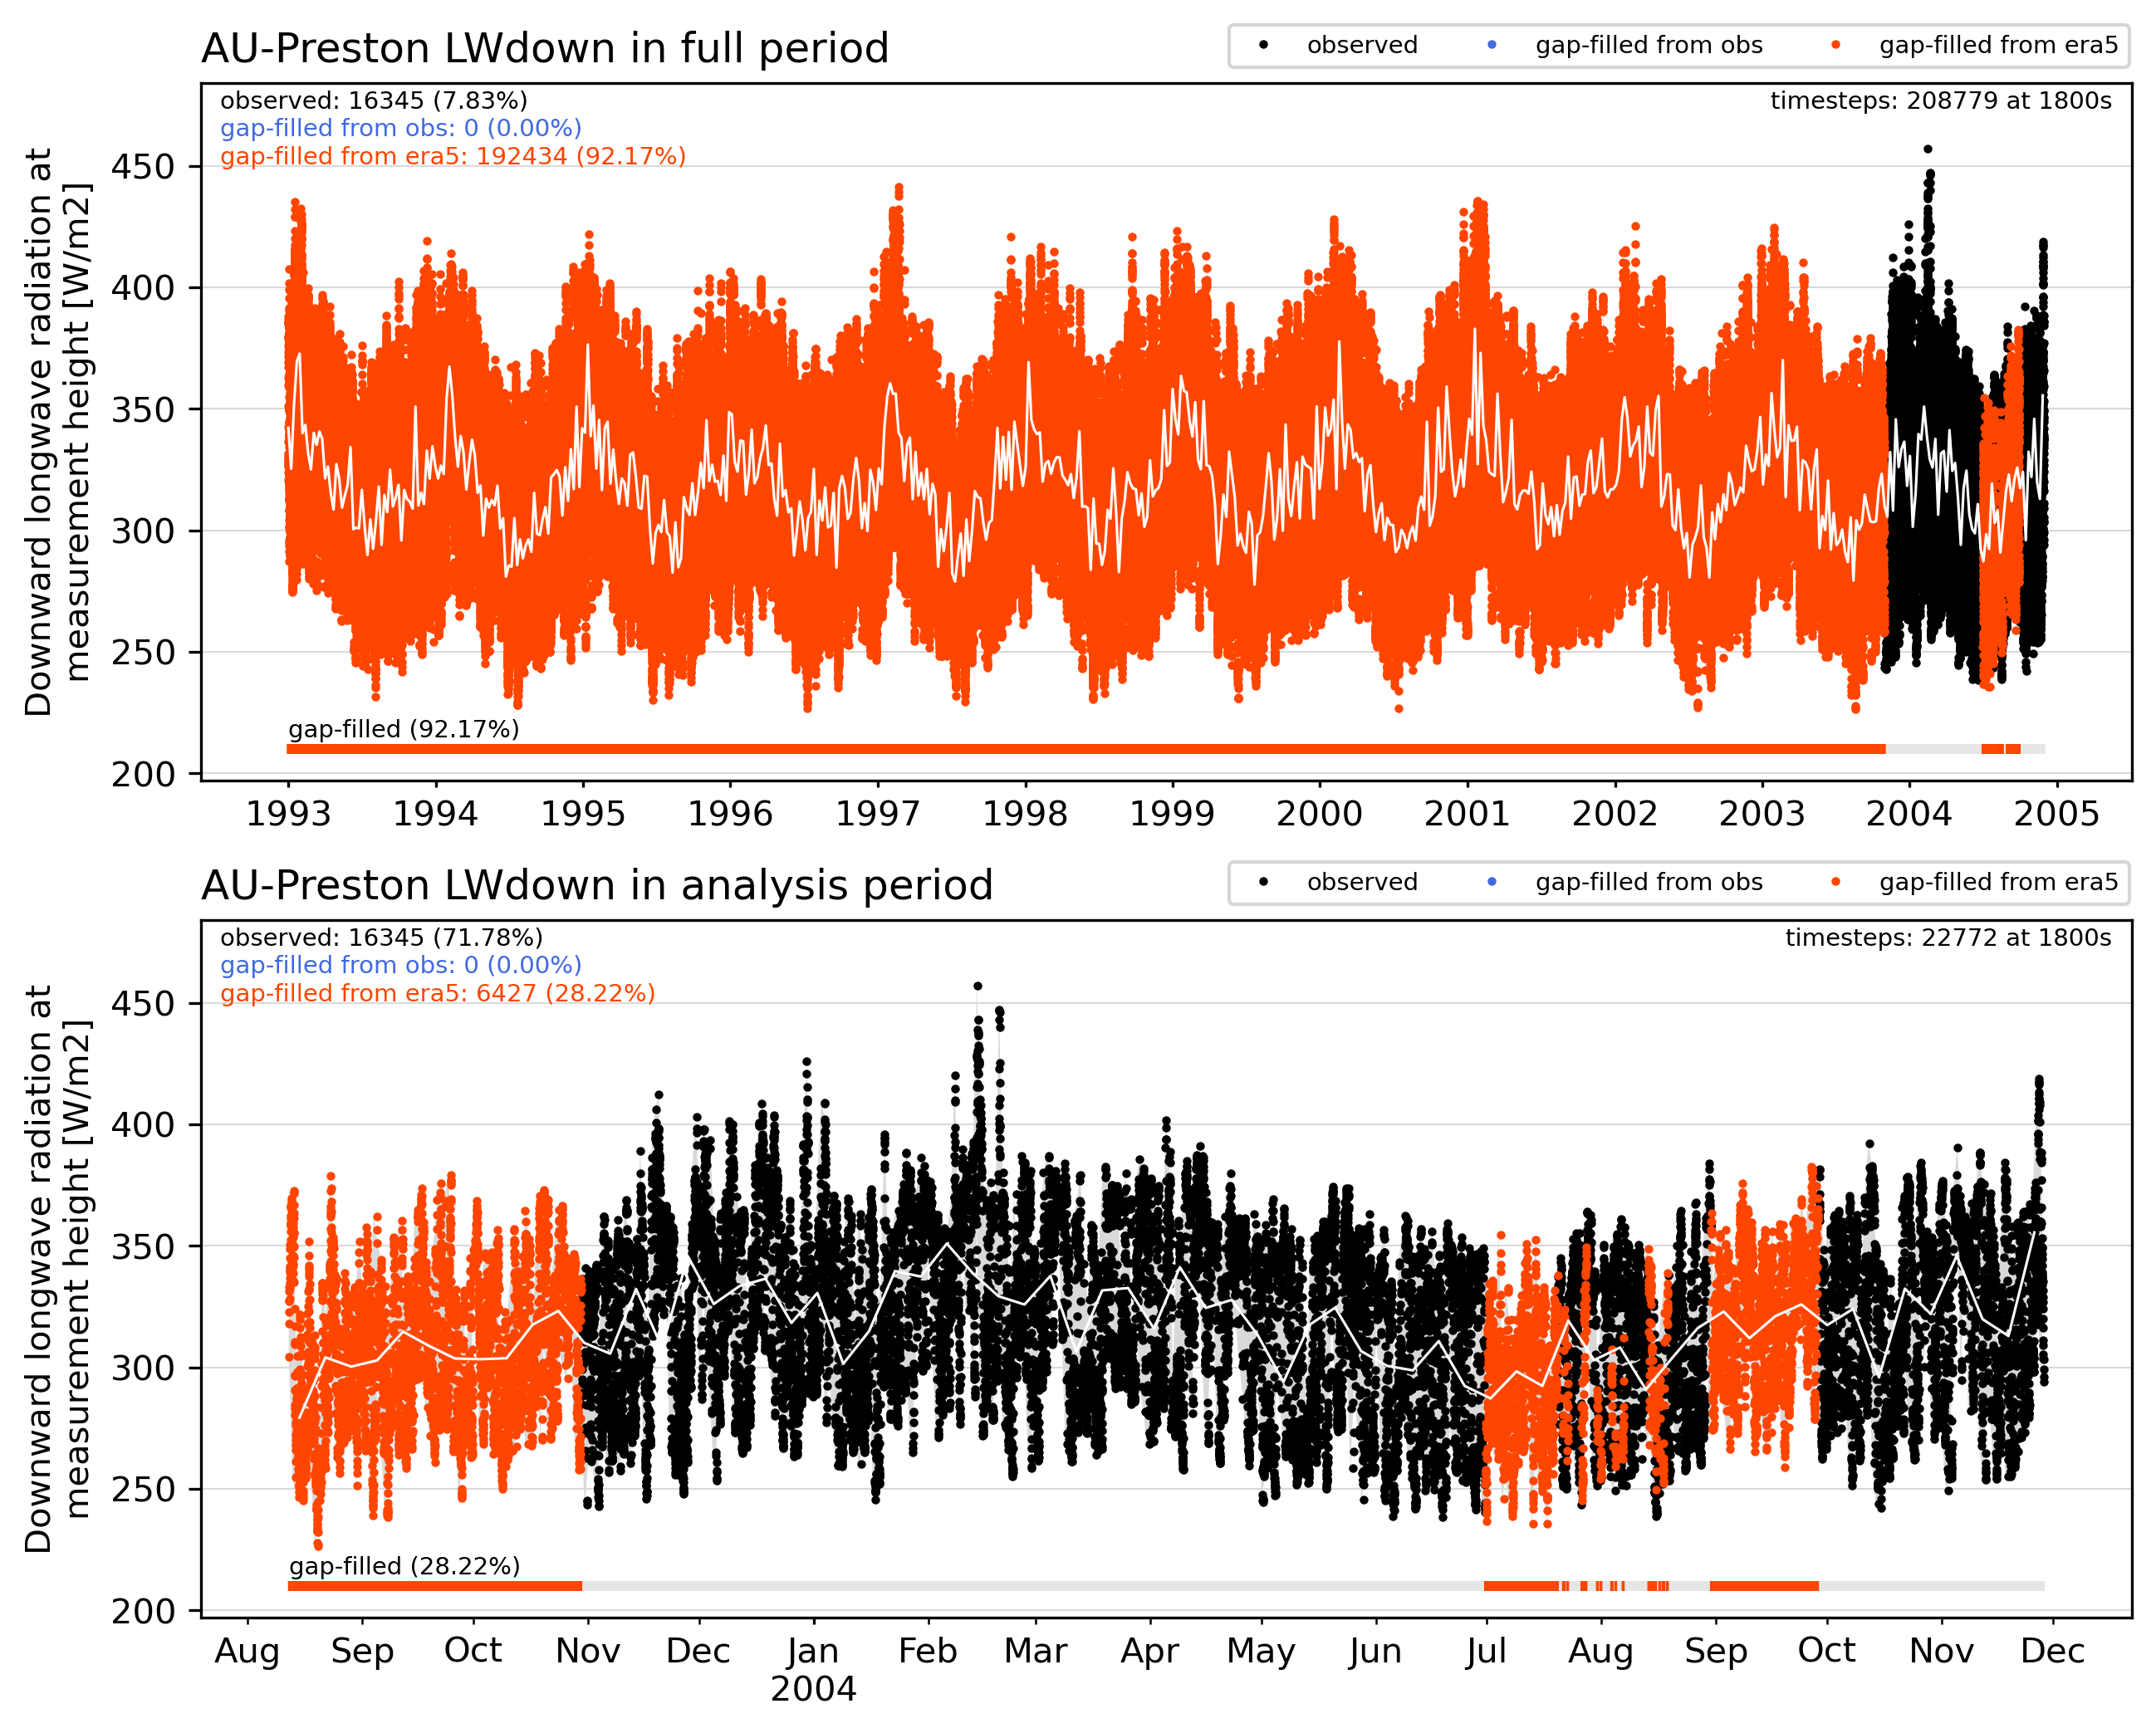 AU-Preston LWdown in full period
observed
gap-filled from obs
gap-filled from era5
observed: 16345 (7.83%)
gap-filled from obs: 0 (0.00%)
gap-filled from era5: 192434 (92.17%)
timesteps: 208779 at 1800s
Downward longwave radiation at
measurement height [W/m2]
450
400
350
300
250
200
gap-filled (92.17%)
1993 1994 1995 1996 1997 1998 1999 2000 2001 2002 2003 2004 2005
AU-Preston LWdown in analysis period
observed
gap-filled from obs
gap-filled from era5
observed: 16345 (71.78%)
gap-filled from obs: 0 (0.00%)
gap-filled from era5: 6427 (28.22%)
timesteps: 22772 at 1800s
Downward longwave radiation at
measurement height [W/m2]
450
400
350
300
250
200
gap-filled (28.22%)
Aug Sep Oct Nov Dec Jan Feb Mar Apr May Jun Jul Aug Sep Oct Nov Dec
2004